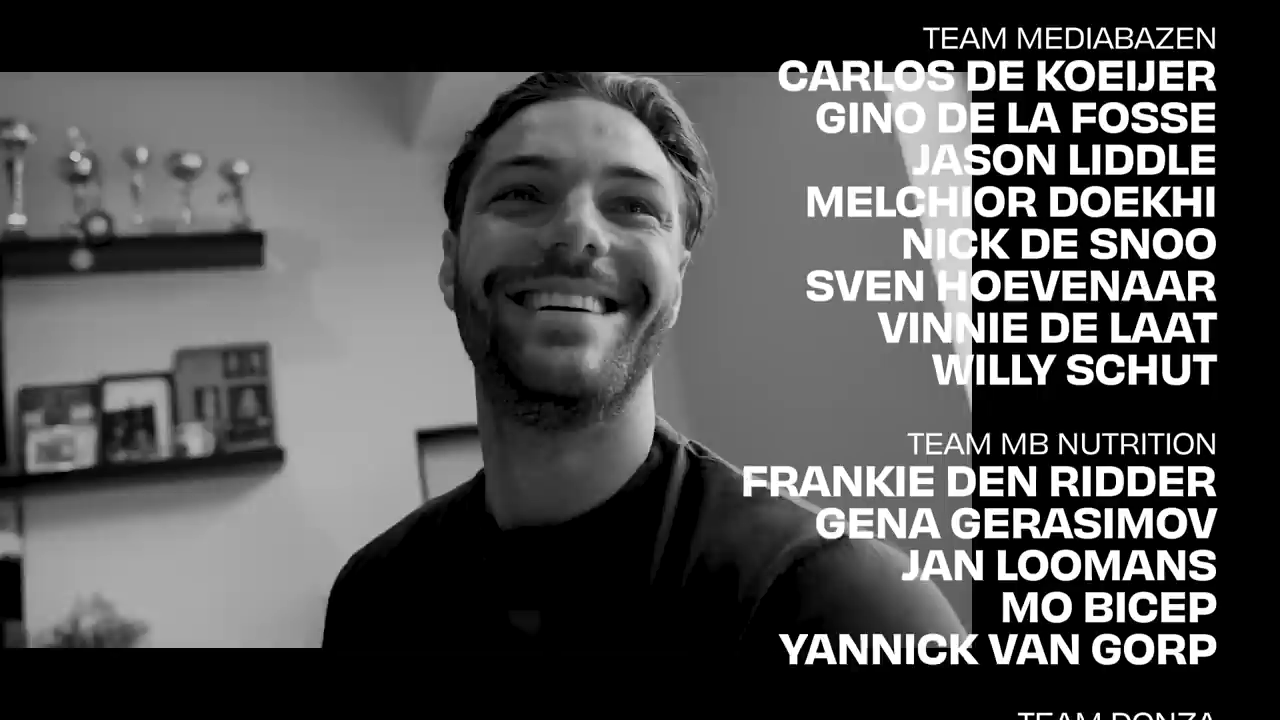 TEAM MEDIABAZEN
CARLOS DE KOEIJER
GINO DE LA FOSSE
JASON LIDDLE
MELCHIOR DOEKHI
NICK DE SNOO
SVEN HOEVENAAR
VINNIE DE LAAT
WILLY SCHUT
TEAM MB NUTRITION
FRANKIE DEN RIDDER
GENA GERASIMOV
JAN LOOMANS
MO BICEP
YANNICK VAN GORP
TEAM DONZA